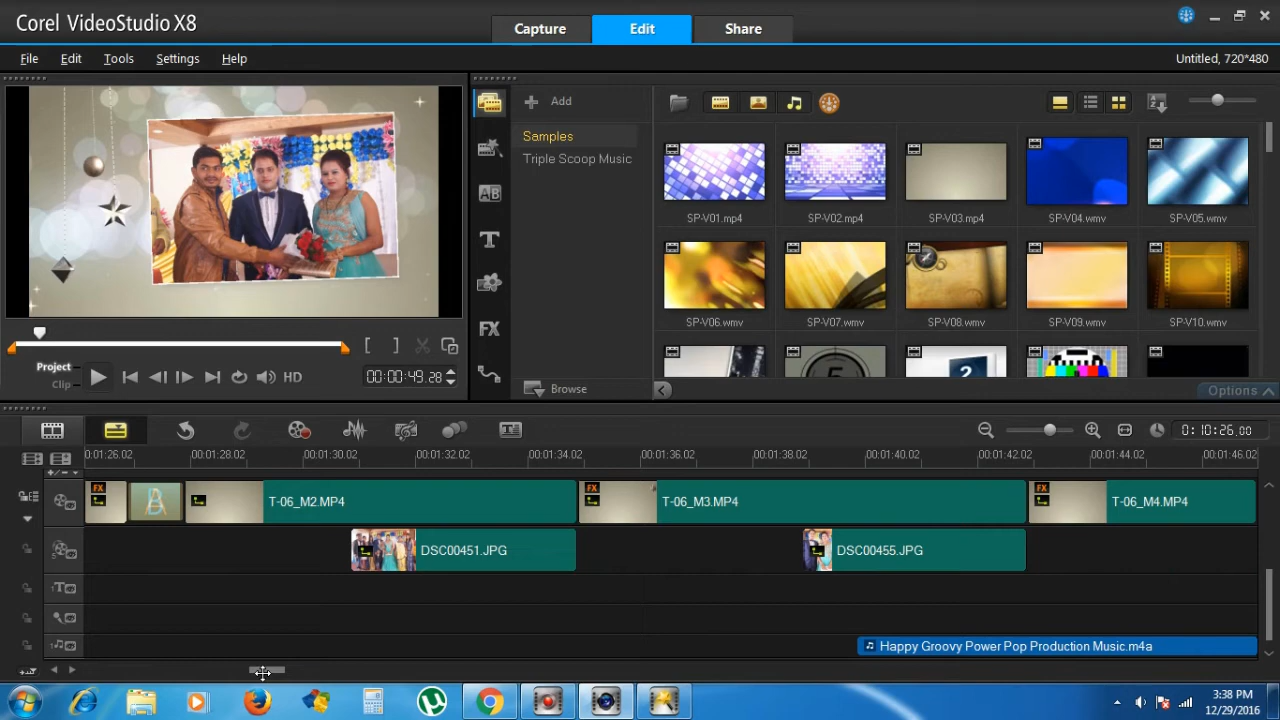 Corel VideoStudio X8
Capture
Edit
Share
File
Edit
Tools
Settings
Help
Untitled, 720*480
Add
Samples
Triple Scoop Music
SP-V01.mp4
SP-V02.mp4
SP-V03.mp4
SP-V04.wmv
SP-V05.wmv
SP-V06.wmv
SP-V07.wmv
SP-V08.wmv
SP-V09.wmv
SP-V10.wmv
AB
T
FX
Project
Clip
HD
00:00:49.28
Browse
Options
0:10:26.00
0:01:26.02
00:01:28.02
00:01:30.02
00:01:32.02
00:01:34.02
00:01:36.02
00:01:38.02
00:01:40.02
00:01:42.02
00:01:44.02
00:01:46.02
FX
T-06_M2.MP4
FX
T-06_M3.MP4
FX
T-06_M4.MP4
DSC00451.JPG
DSC00455.JPG
Happy Groovy Power Pop Production Music.m4a
3:38 PM
12/29/2016